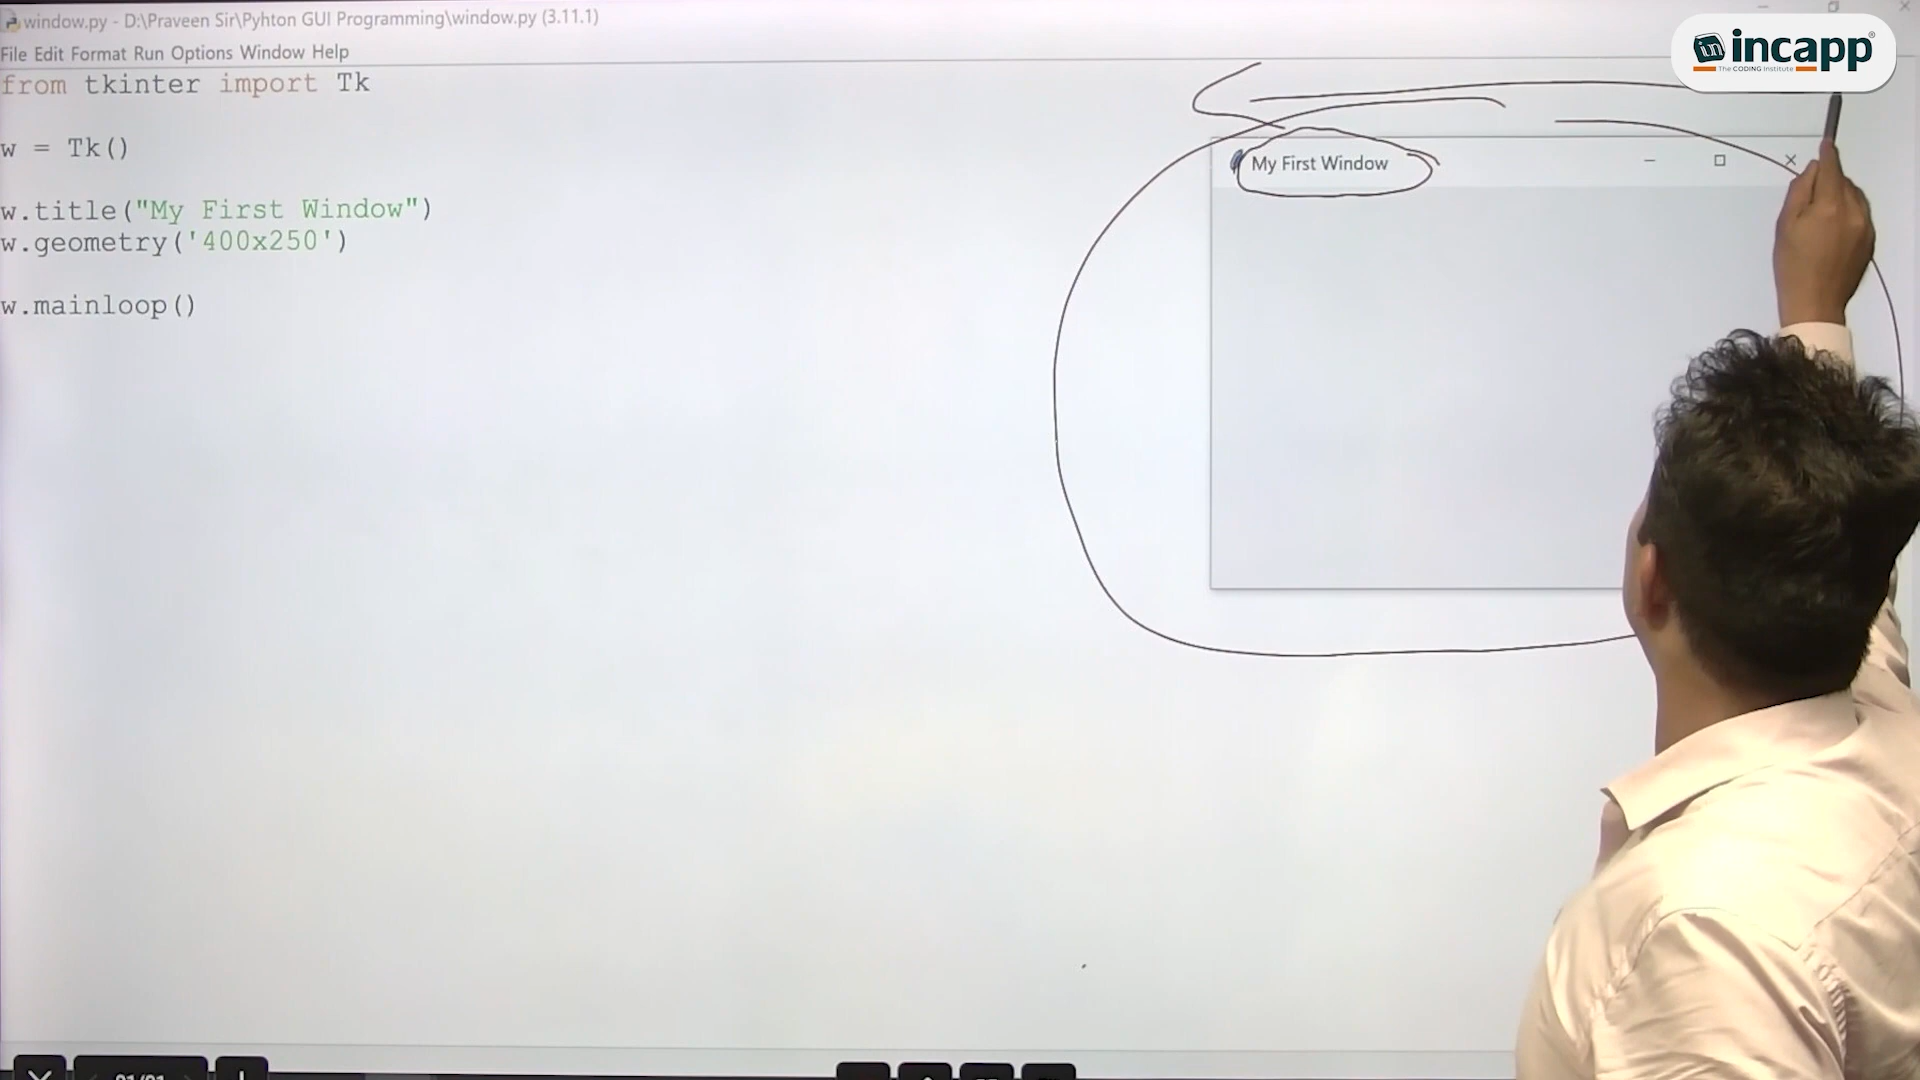 window.py - D:\Praveen Sir\Pyhton GUI Programming\window.py (3.11.1)
File Edit Format Run Options Window Help
from tkinter import Tk
w = Tk()
w.title("My First Window")
w.geometry('400x250')
w.mainloop()
My First Window
in incapp®
The CODING Institute